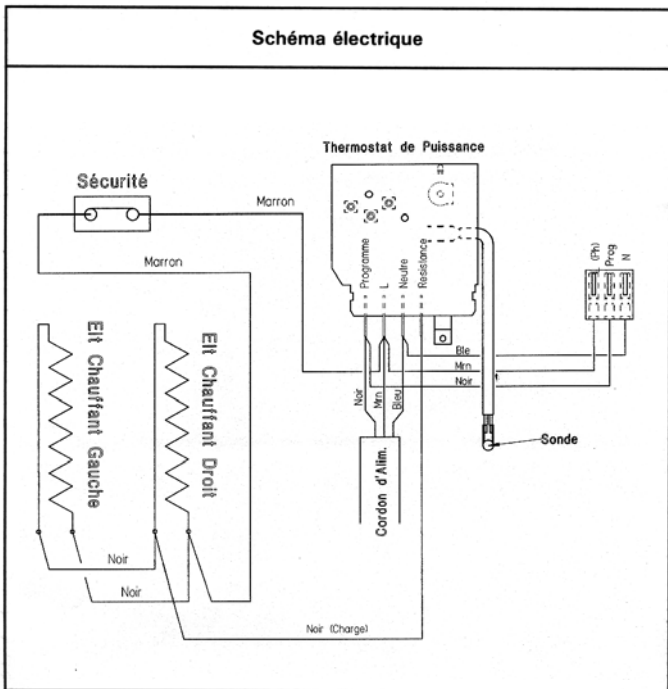 Schéma électrique
Thermostat de Puissance
Sécurité
Marron
Marron
Programme
L
Neutre
Resistance
(Ph)
Prog
N
Ble
Mrn
Noir
Noir
Mrn
Bleu
Elt Chauffant Gauche
Elt Chauffant Droit
Cordon d'Alim.
Sonde
Noir
Noir
Noir (Charge)